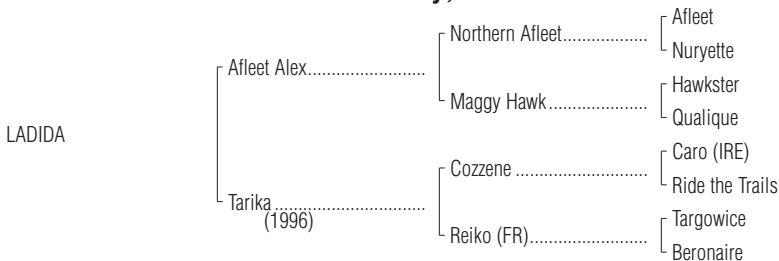 Afleet
Northern Afleet..................
Nuryette
Afleet Alex.........................
Hawkster
Maggy Hawk.....................
Qualique
LADIDA
Caro (IRE)
Cozzene............................
Ride the Trails
Tarika................................
(1996)
Targowice
Reiko (FR).........................
Beronaire